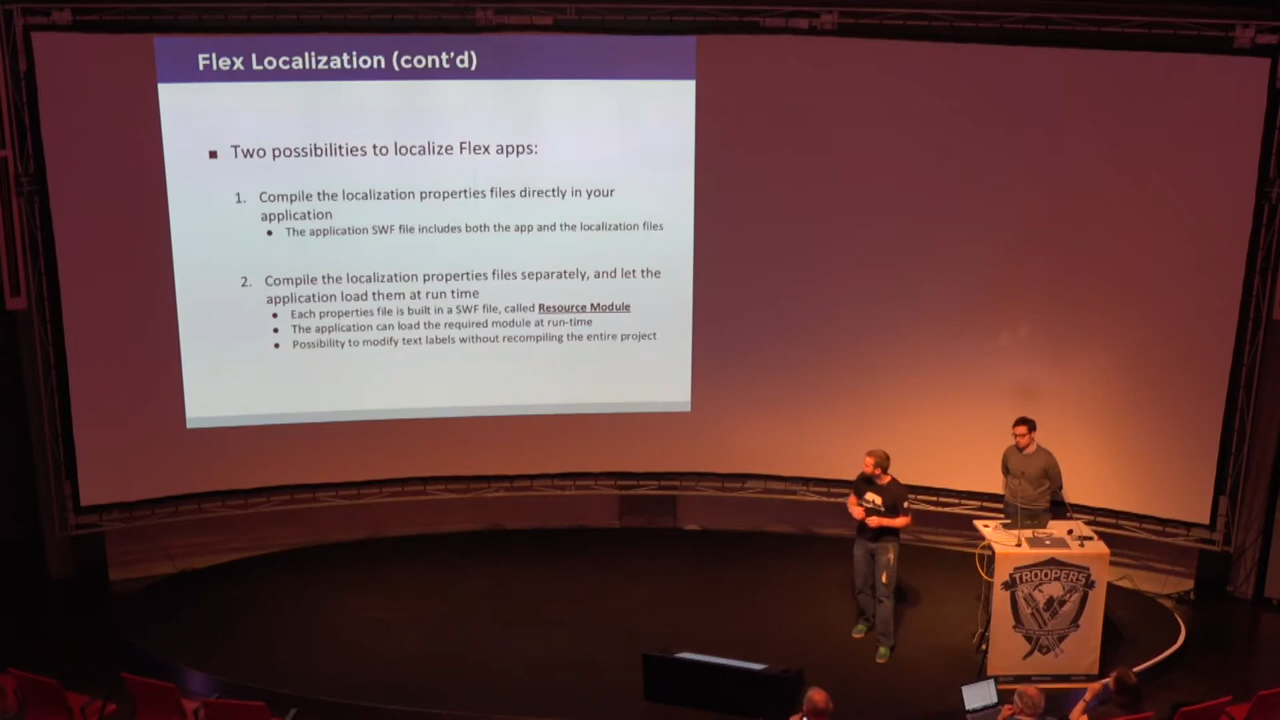 Flex Localization (cont'd)
Two possibilities to localize Flex apps:
1. Compile the localization properties files directly in your
application
The application SWF file includes both the app and the localization files
2. Compile the localization properties files separately, and let the
application load them at run time
Each properties file is built in a SWF file, called Resource Module
The application can load the required module at run-time
Possibility to modify text labels without recompiling the entire project
TROOPERS